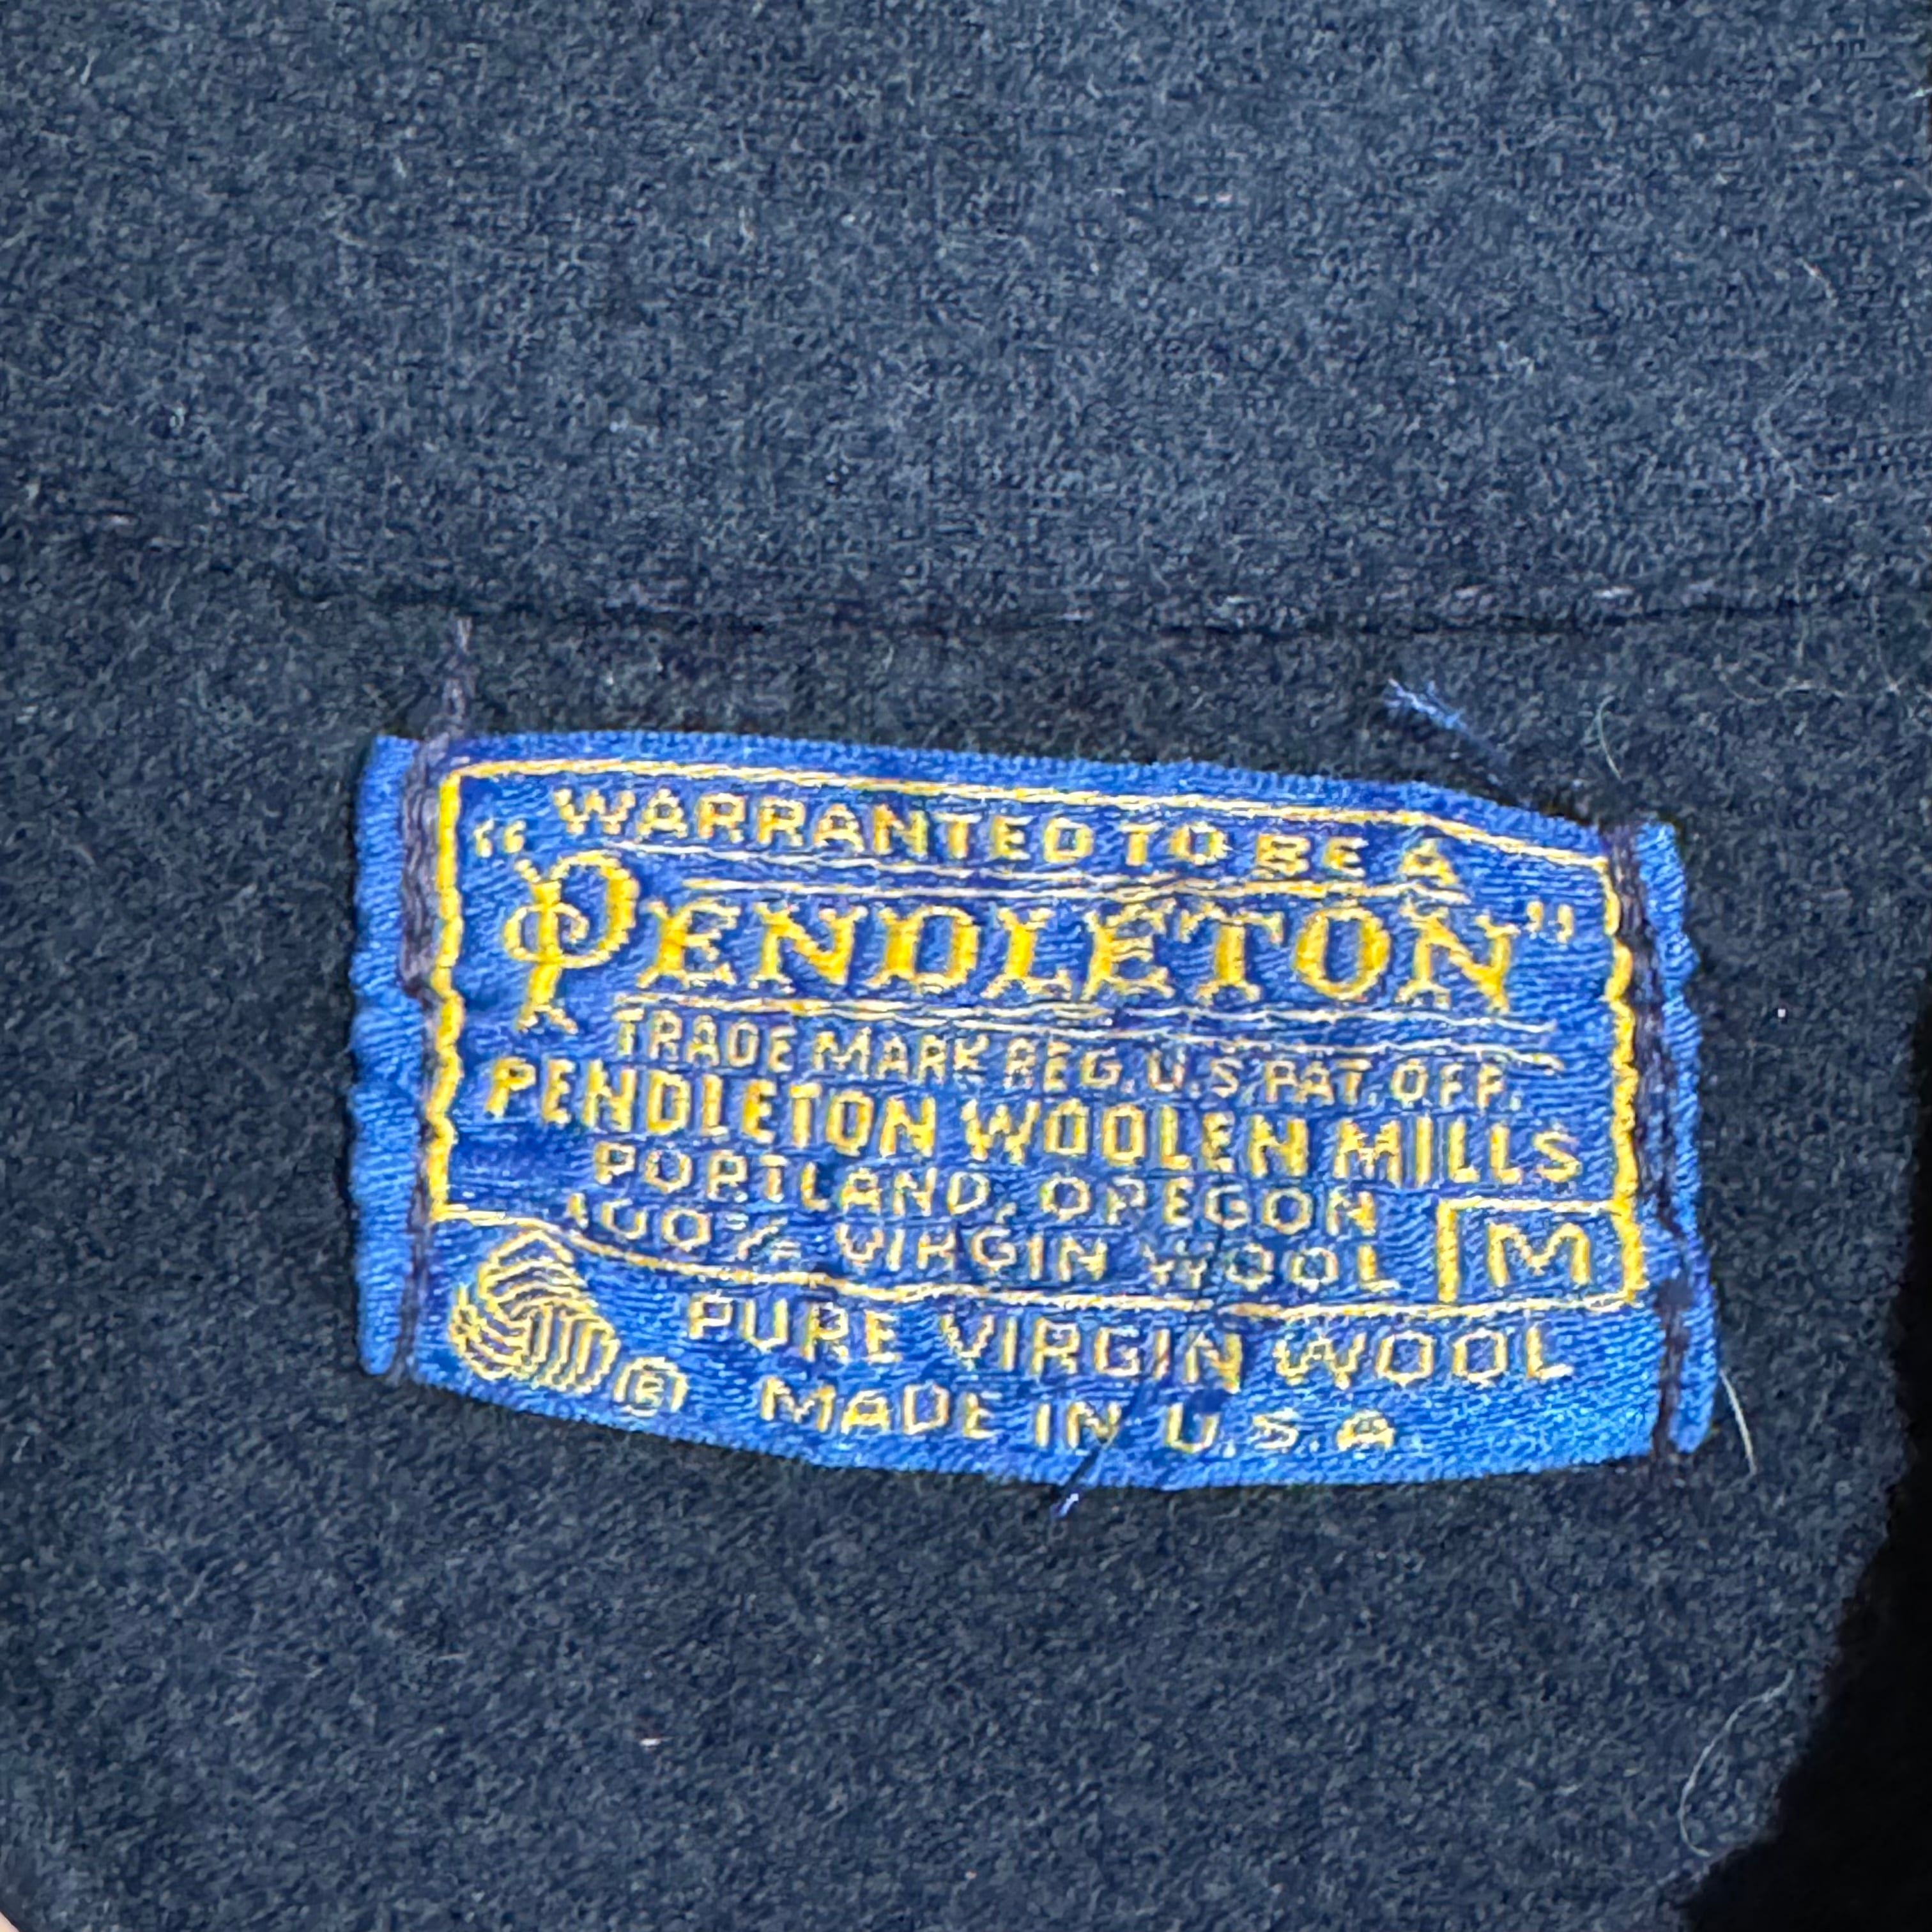 WARRANTED TO BE A
"PENDLETON"
TRADE MARK REG. U.S. PAT. OFF.
PENDLETON WOOLEN MILLS
PORTLAND, OREGON
100% VIRGIN WOOL M
PURE VIRGIN WOOL
® MADE IN U.S.A